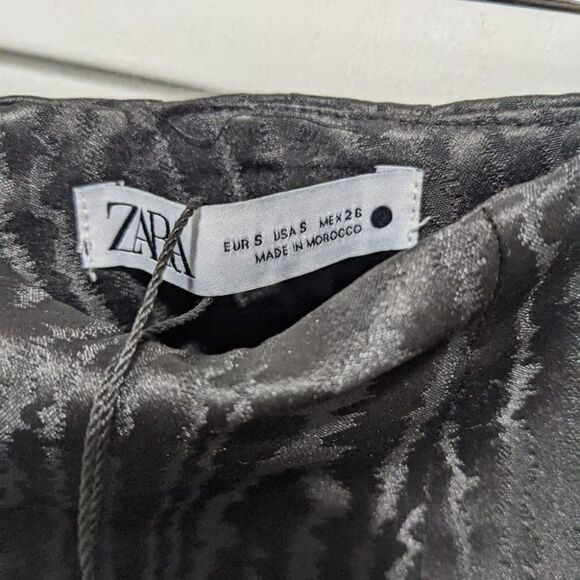 ZARA
EUR S USA S MEX 26
MADE IN MOROCCO